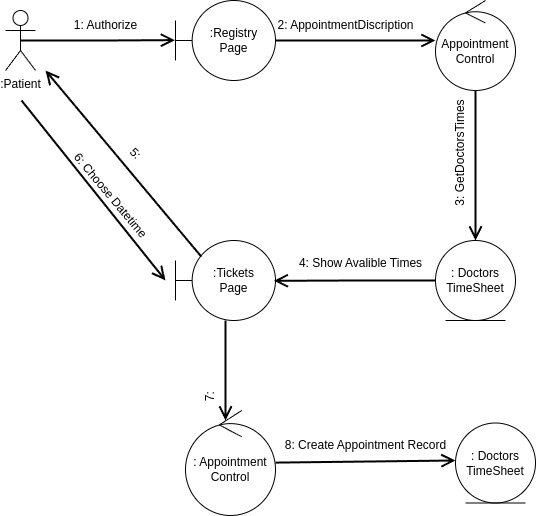 1: Authorize
:Registry
Page
2: AppointmentDiscription
Appointment
Control
:Patient
3: GetDoctorsTimes
5:
6: Choose Datetime
:Tickets
Page
4: Show Avalible Times
: Doctors
TimeSheet
7:
: Appointment
Control
8: Create Appointment Record
: Doctors
TimeSheet